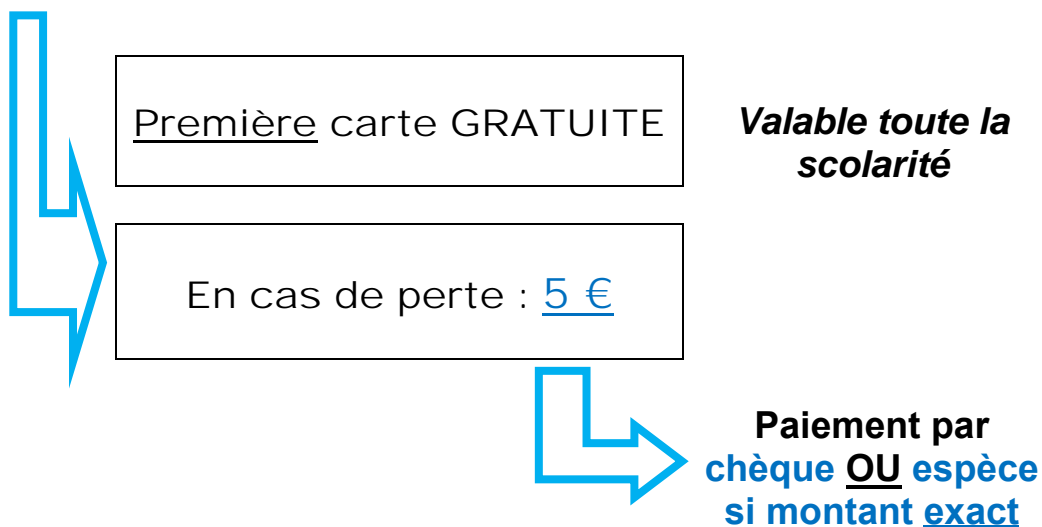 Première carte GRATUITE
Valable toute la
scolarité
En cas de perte : 5 €
Paiement par
chèque OU espèce
si montant exact